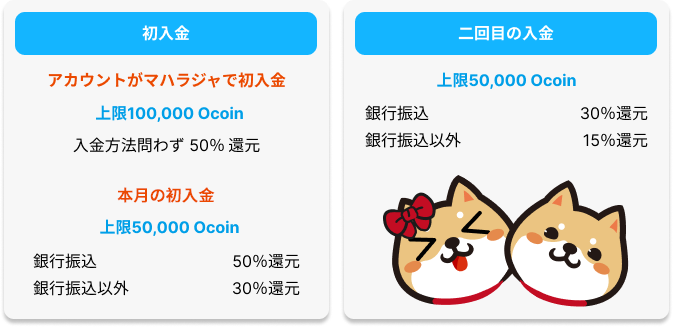 初入金
アカウントがマハラジャで初入金
上限100,000 Ocoin
入金方法問わず 50% 還元
本月の初入金
上限50,000 Ocoin
銀行振込 50%還元
銀行振込以外 30%還元
二回目の入金
上限50,000 Ocoin
銀行振込 30%還元
銀行振込以外 15%還元